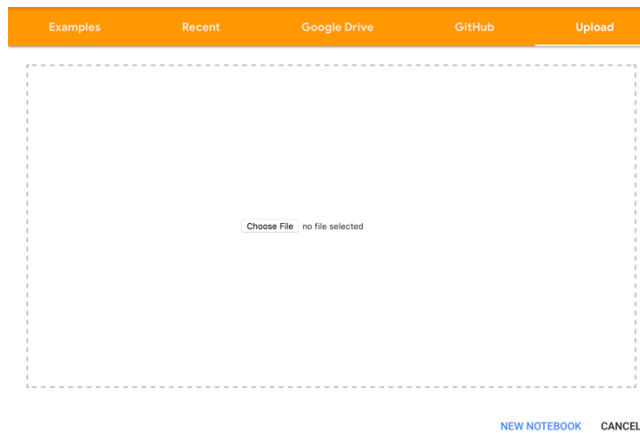 Examples Recent Google Drive GitHub Upload
Choose File no file selected
NEW NOTEBOOK CANCEL